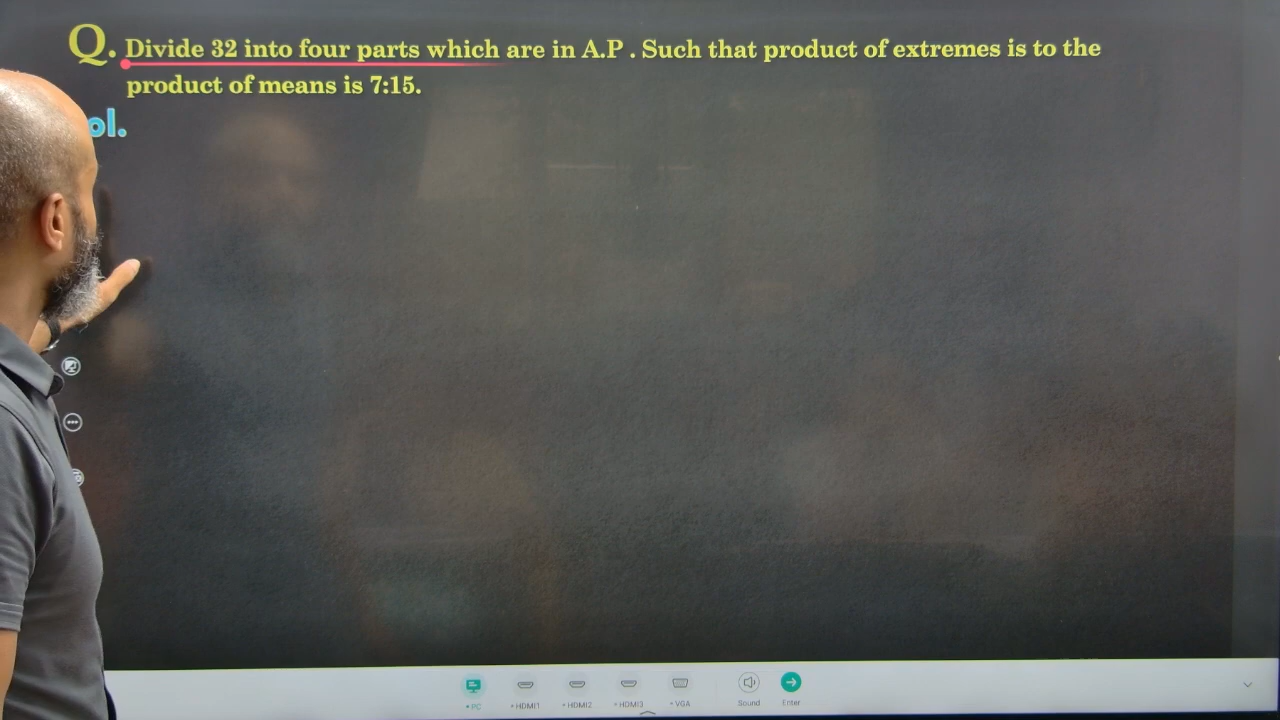 Q. Divide 32 into four parts which are in A.P . Such that product of extremes is to the
product of means is 7:15.
ol.
PC HDMI1 HDMI2 HDMI3 VGA Sound Enter